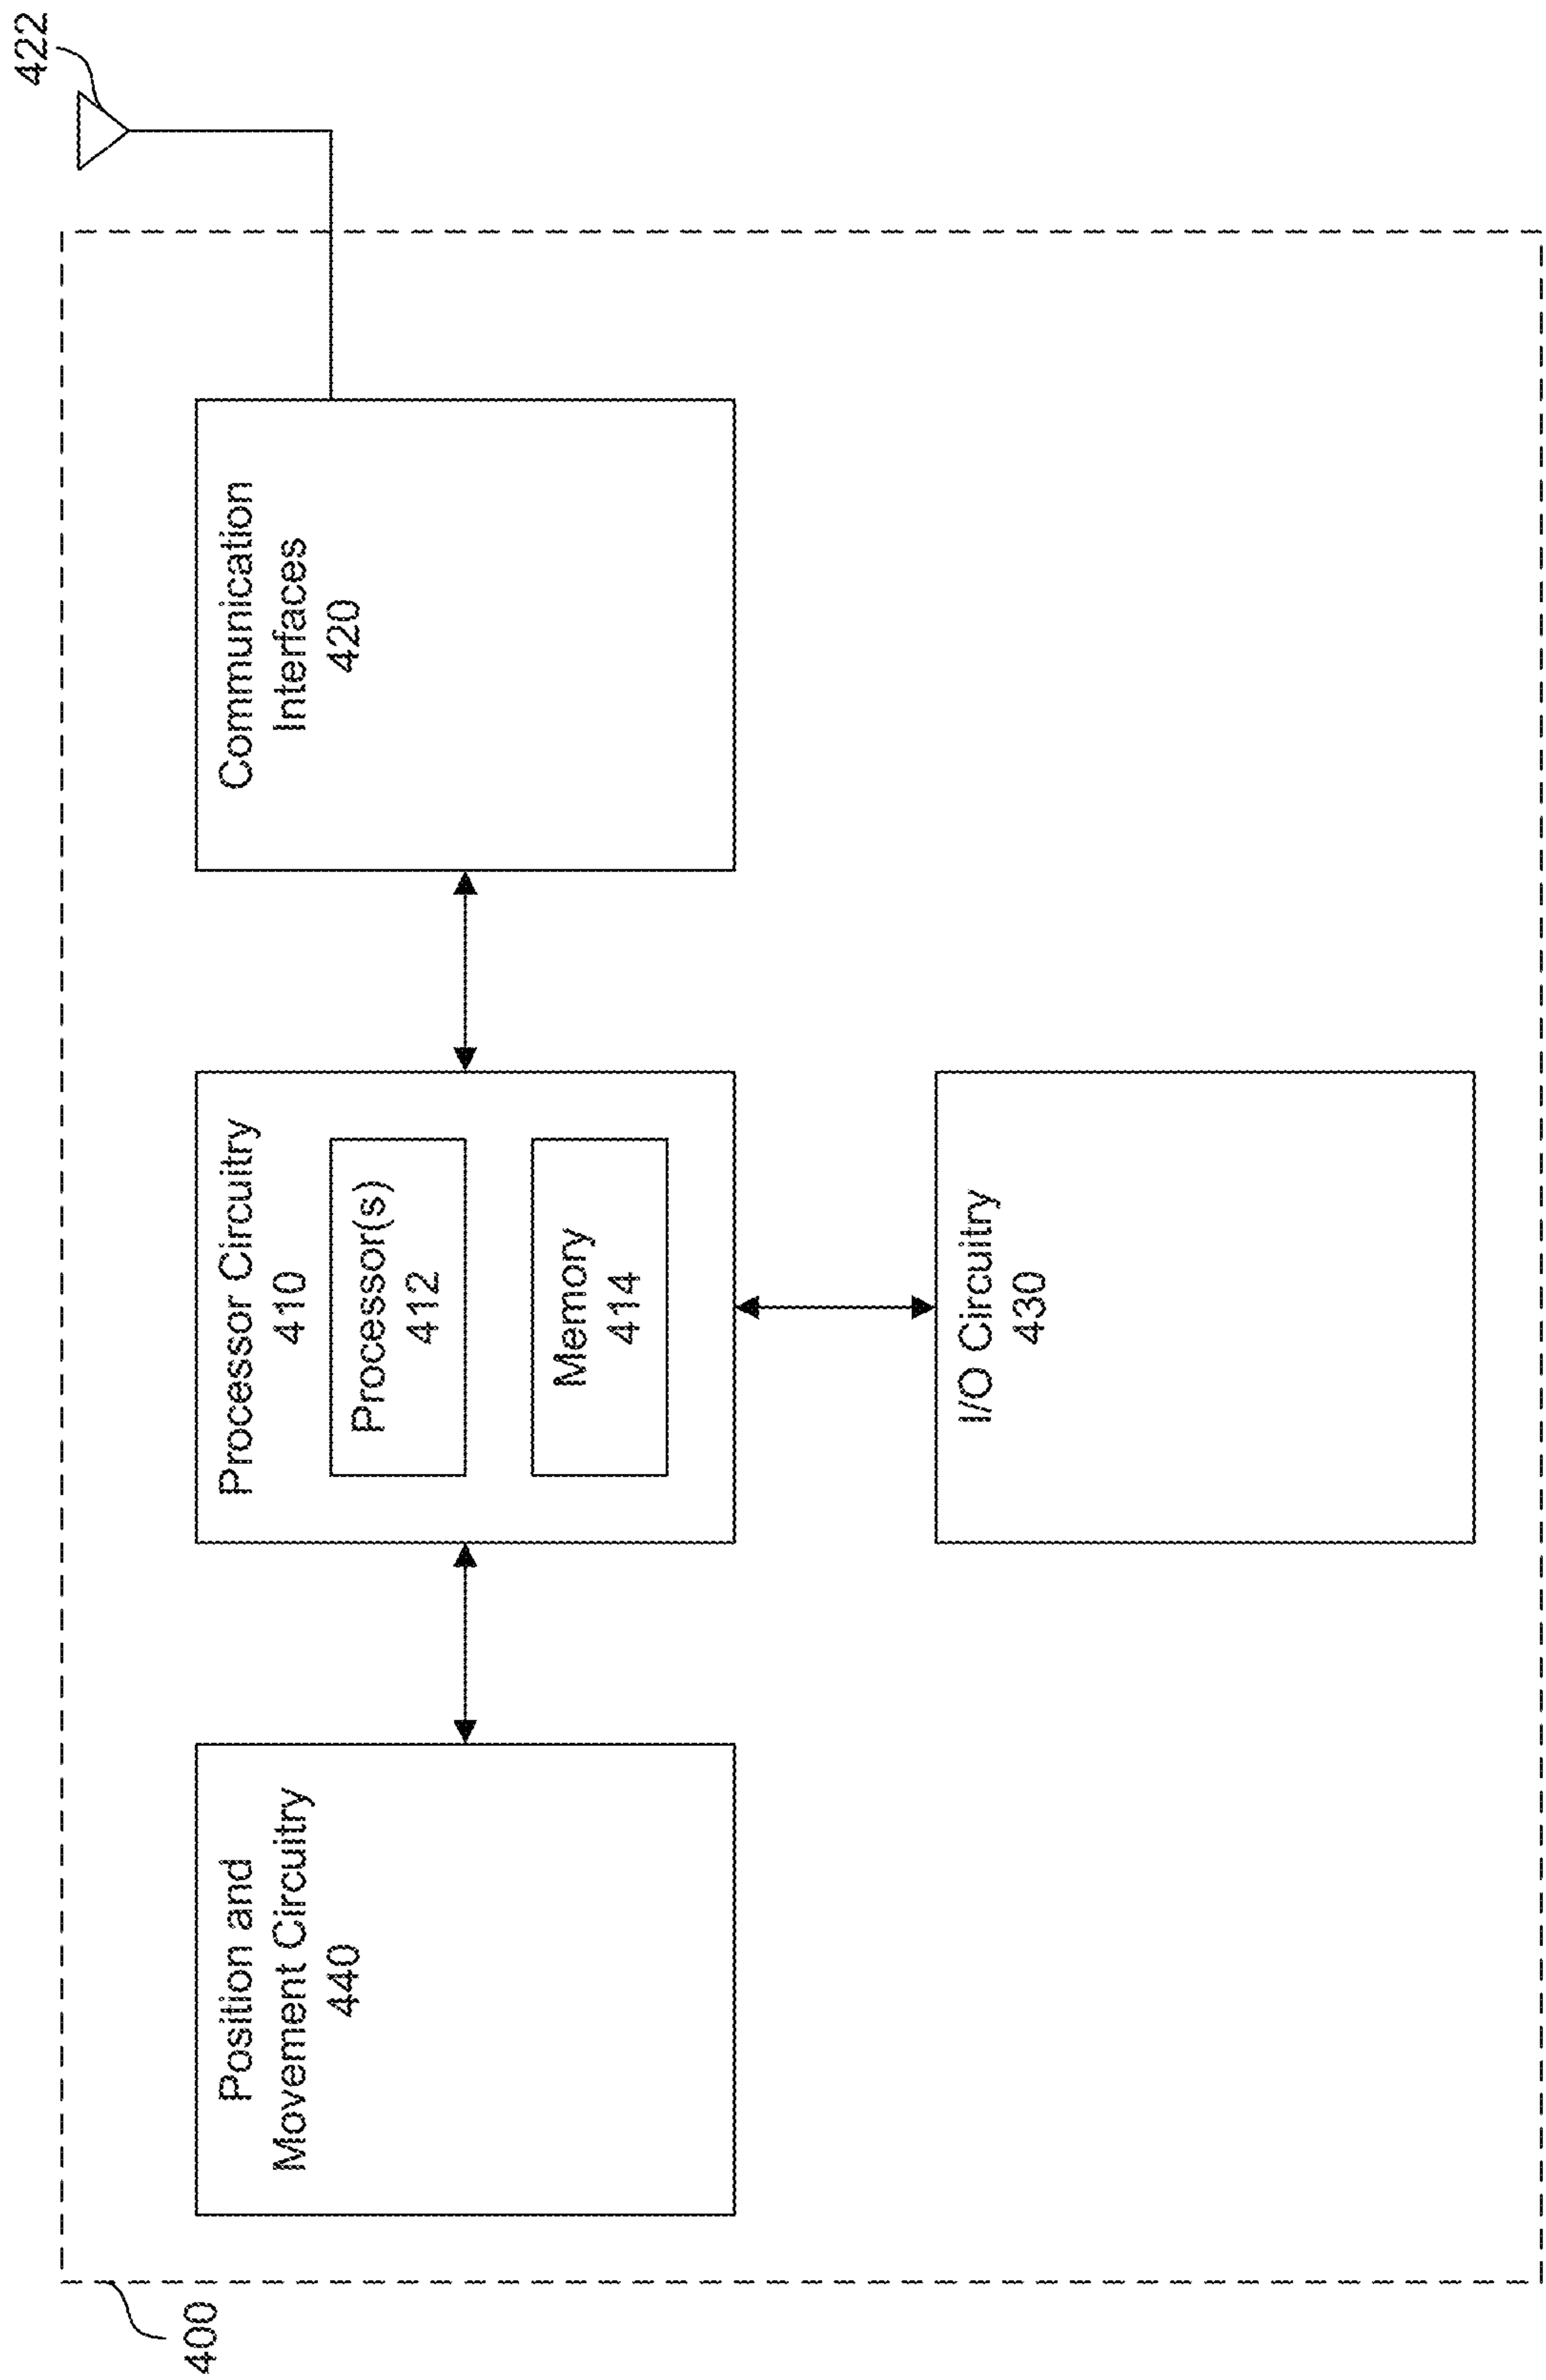 400
422
Position and
Movement Circuitry
440
Processor Circuitry
410
Processor(s)
412
Memory
414
Communication
Interfaces
420
I/O Circuitry
430